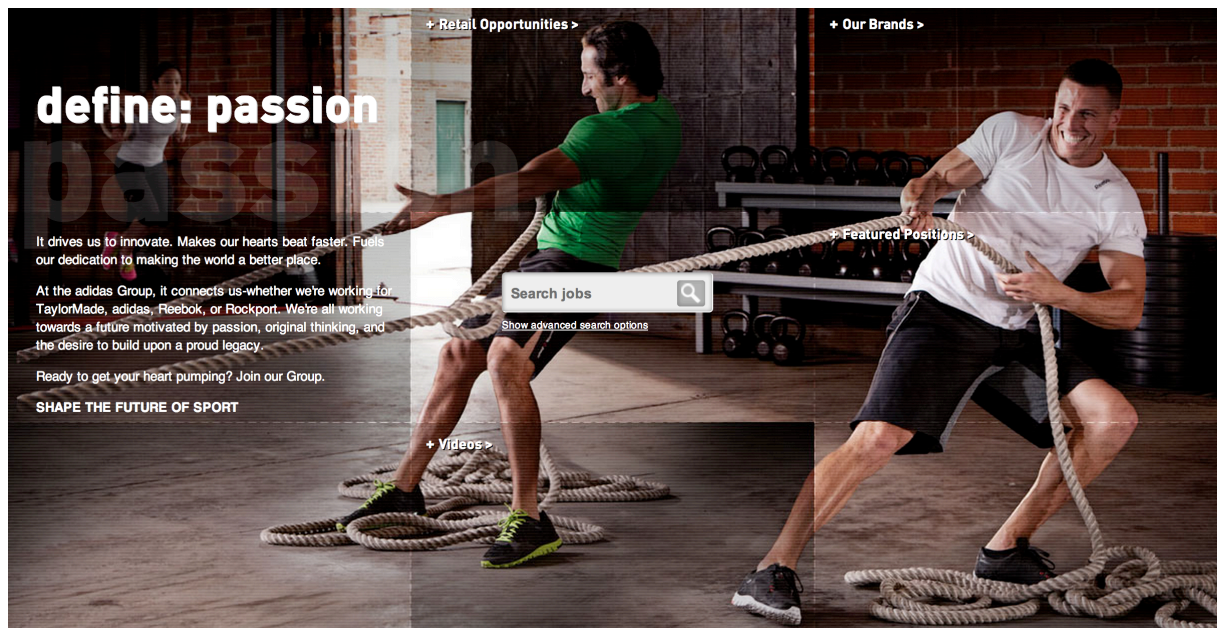 + Retail Opportunities >
+ Our Brands >
define: passion
passion
It drives us to innovate. Makes our hearts beat faster. Fuels
our dedication to making the world a better place.
At the adidas Group, it connects us-whether we're working for
TaylorMade, adidas, Reebok, or Rockport. We're all working
towards a future motivated by passion, original thinking, and
the desire to build upon a proud legacy.
Ready to get your heart pumping? Join our Group.
SHAPE THE FUTURE OF SPORT
+ Featured Positions >
Search jobs
Show advanced search options
+ Videos >
Reebok